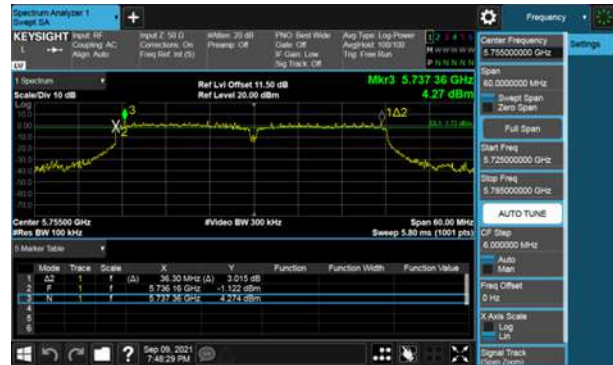 Spectrum Analyzer 1
Swept SA
+
Frequency
KEYSIGHT
Input: RF
Coupling: AC
Align: Auto
Input Z: 50 Ω
Corrections: On
Freq Ref: Int (S)
#Atten: 20 dB
Preamp: Off
PNO: Best Wide
Gate: Off
IF Gain: Low
Sig Track: Off
Avg Type: Log-Power
Avg|Hold: 100/100
Trig: Free Run
Center Frequency
5.755000000 GHz
Settings
Span
60.0000000 MHz
Swept Span
Zero Span
Full Span
Start Freq
5.725000000 GHz
Stop Freq
5.785000000 GHz
AUTO TUNE
CF Step
6.000000 MHz
Auto
Man
Freq Offset
0 Hz
X Axis Scale
Log
Lin
Signal Track
(Span Zoom)
1 Spectrum
Scale/Div 10 dB
Log
Ref Lvl Offset 11.50 dB
Ref Level 20.00 dBm
Mkr3 5.737 36 GHz
4.27 dBm
3
2
1Δ2
Center 5.75500 GHz
#Res BW 100 kHz
#Video BW 300 kHz
Span 60.00 MHz
Sweep 5.80 ms (1001 pts)
5 Marker Table
Mode Trace Scale X Y Function Function Width Function Value
1 Δ2 1 f (Δ) 36.30 MHz (Δ) 3.015 dB
2 F 1 f 5.736 16 GHz -1.122 dBm
3 N 1 f 5.737 36 GHz 4.274 dBm
4
5
6
?
Sep 09, 2021
7:48:29 PM